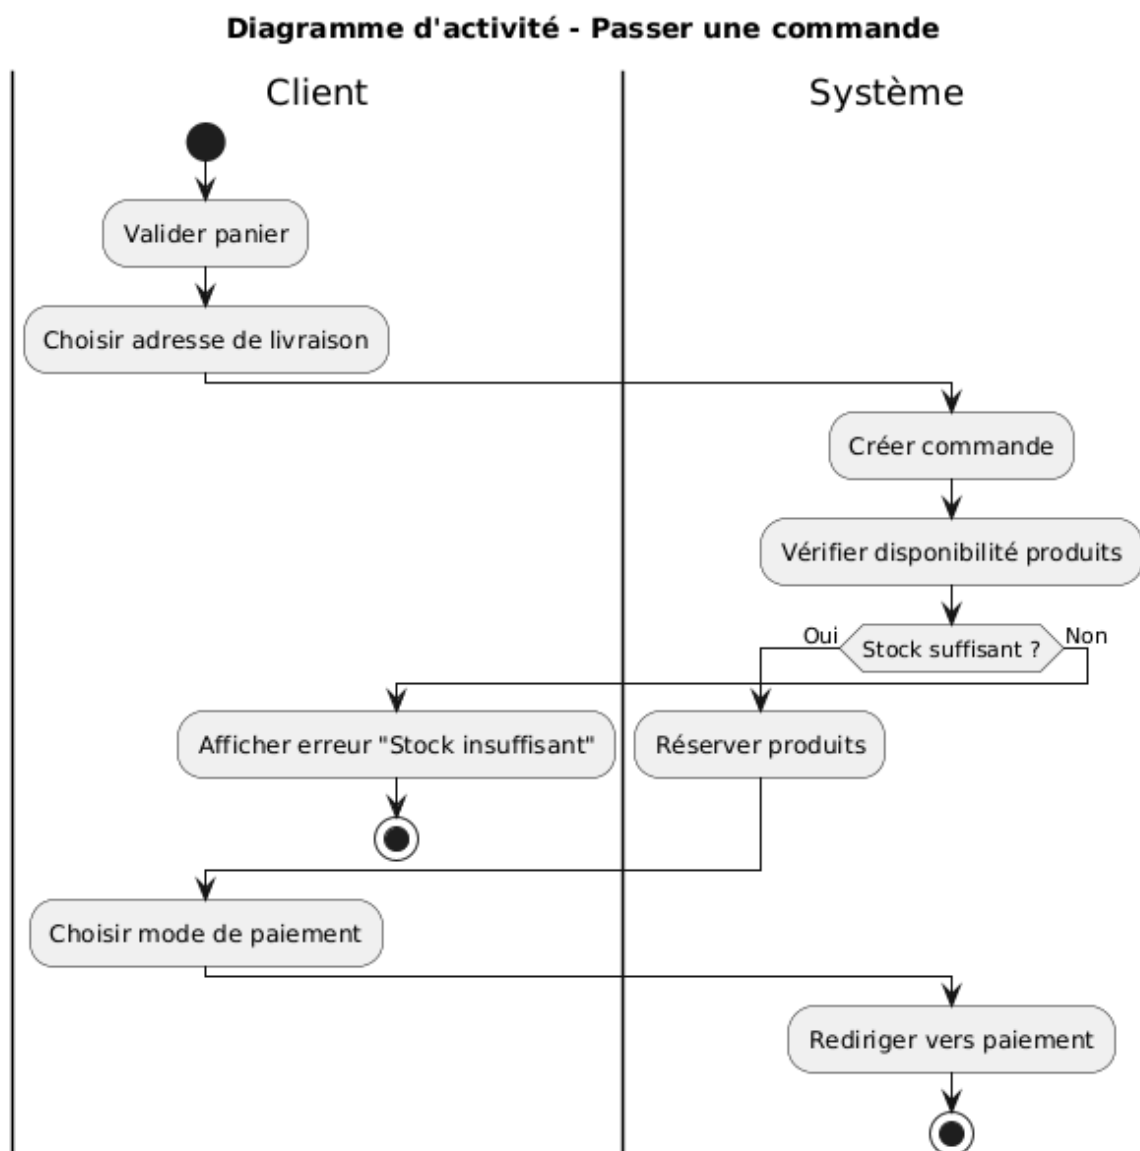 Diagramme d'activité - Passer une commande
Client
Système
Valider panier
Choisir adresse de livraison
Créer commande
Vérifier disponibilité produits
Oui
Stock suffisant ?
Non
Afficher erreur "Stock insuffisant"
Réserver produits
Choisir mode de paiement
Rediriger vers paiement